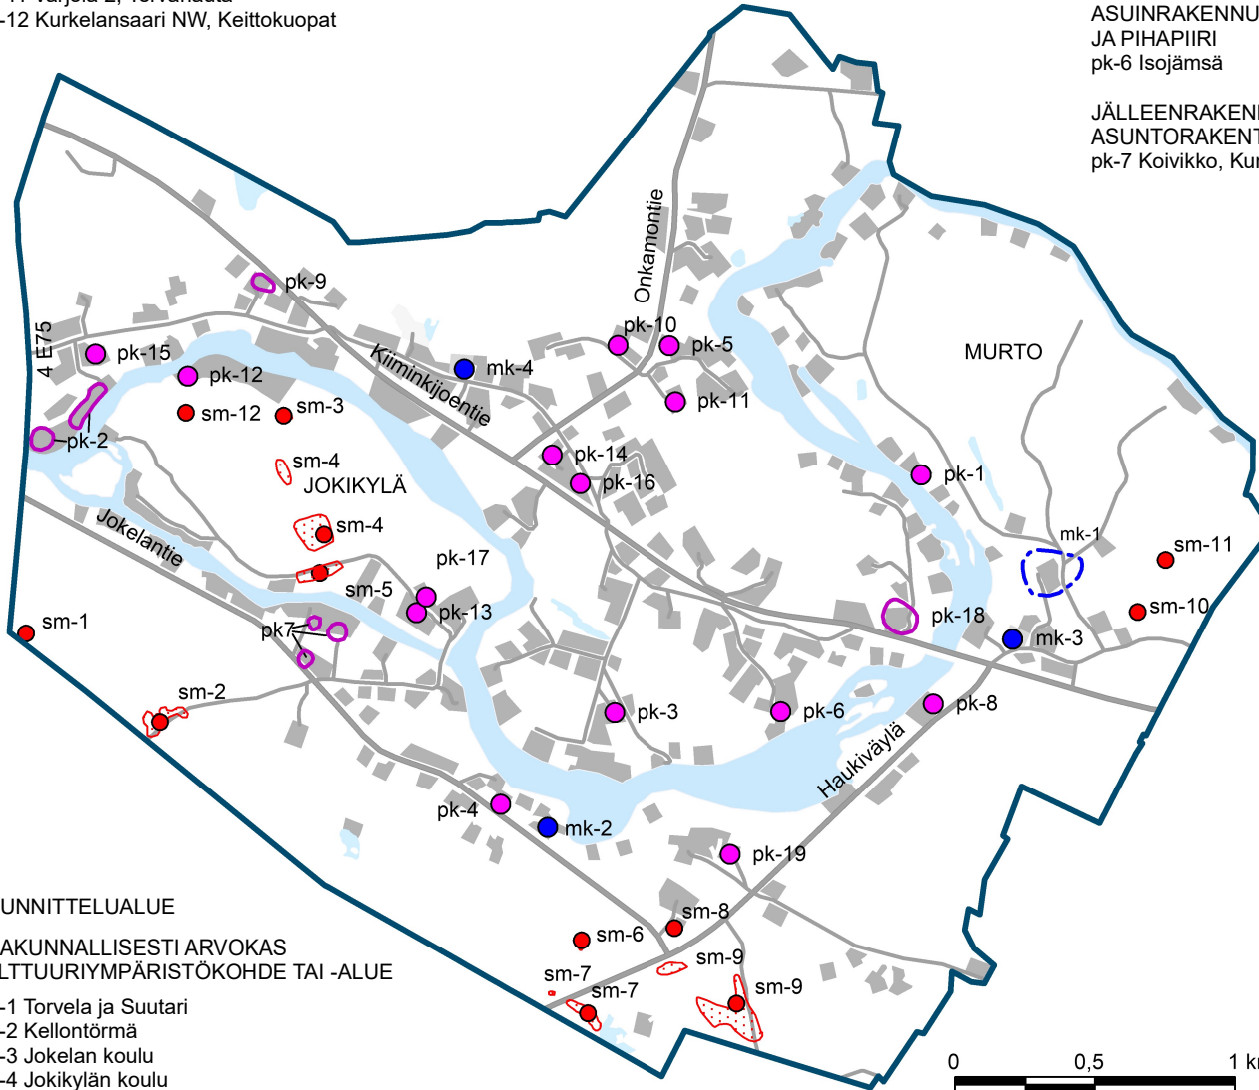 -12 Kurkelansaari NW, Keittokuopat
JA PIHAPIIRI
pk-6 Isojämsä
pk-7 Koivikko,
Onkamontie
pk-9
pk-10
pk-5
MURTO
4 E75
pk-15
Kiiminkijoentie
mk-4
pk-12
sm-12
sm-3
pk-11
pk-2
sm-4
JOKIKYLÄ
pk-14
pk-16
pk-1
Jokelantie
sm-4
mk-1
sm-11
pk-17
sm-5
pk-13
sm-10
sm-1
pk7
pk-18
mk-3
sm-2
pk-3
pk-6
pk-8
Haukiväylä
pk-4
mk-2
pk-19
sm-8
sm-6
sm-9
sm-7
sm-7
sm-9
UNNITTELUALUE
AKUNNALLISESTI ARVOKAS
LTTUURIYMPÄRISTÖKOHDE TAI -ALUE
-1 Torvela ja Suutari
-2 Kellontörmä
-3 Jokelan koulu
-4 Jokikylän koulu
0 0,5 1